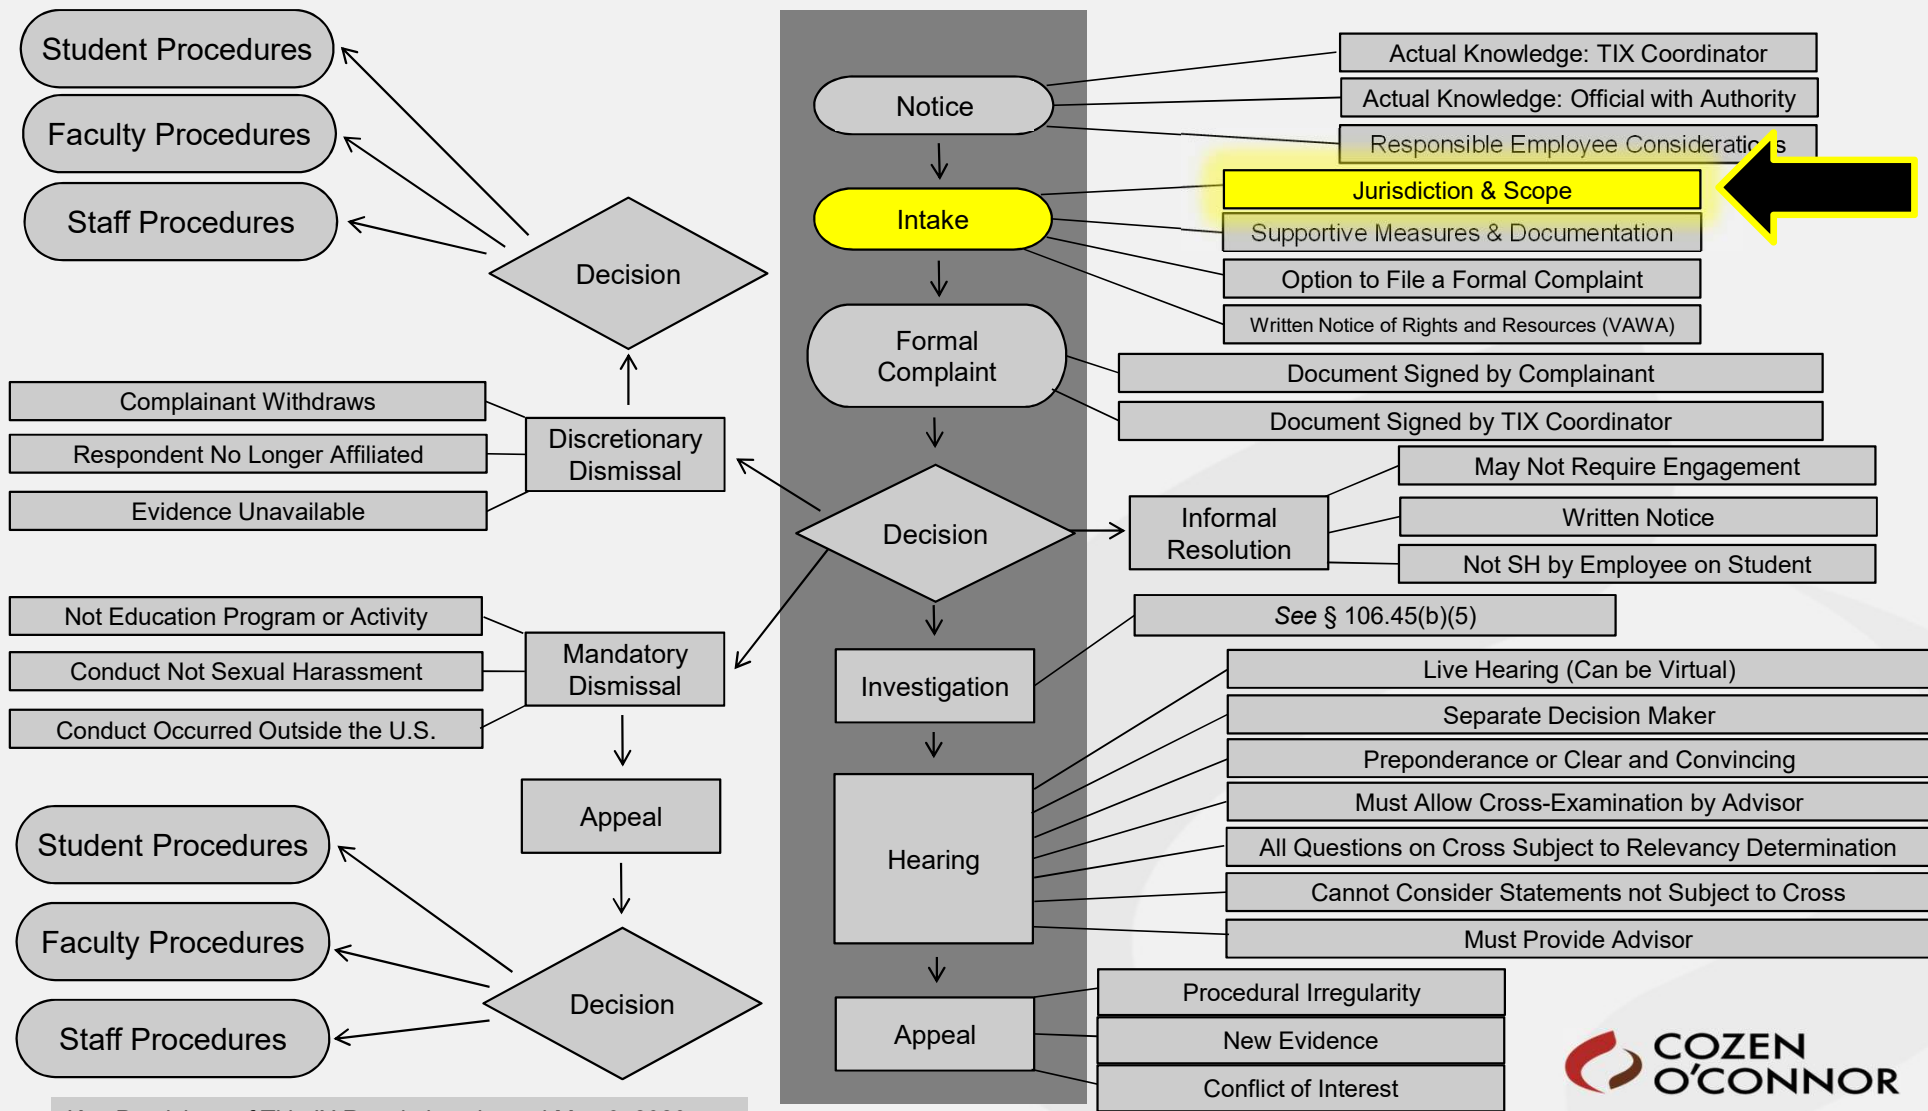 Student Procedures
Faculty Procedures
Staff Procedures
Decision
Complainant Withdraws
Respondent No Longer Affiliated
Evidence Unavailable
Discretionary
Dismissal
Not Education Program or Activity
Conduct Not Sexual Harassment
Conduct Occurred Outside the U.S.
Mandatory
Dismissal
Appeal
Student Procedures
Faculty Procedures
Staff Procedures
Decision
Notice
Actual Knowledge: TIX Coordinator
Actual Knowledge: Official with Authority
Responsible Employee Considerations
Intake
Jurisdiction & Scope
Supportive Measures & Documentation
Option to File a Formal Complaint
Written Notice of Rights and Resources (VAWA)
Formal
Complaint
Document Signed by Complainant
Document Signed by TIX Coordinator
Decision
Informal
Resolution
May Not Require Engagement
Written Notice
Not SH by Employee on Student
Investigation
See § 106.45(b)(5)
Hearing
Live Hearing (Can be Virtual)
Separate Decision Maker
Preponderance or Clear and Convincing
Must Allow Cross-Examination by Advisor
All Questions on Cross Subject to Relevancy Determination
Cannot Consider Statements not Subject to Cross
Must Provide Advisor
Appeal
Procedural Irregularity
New Evidence
Conflict of Interest
COZEN
O'CONNOR